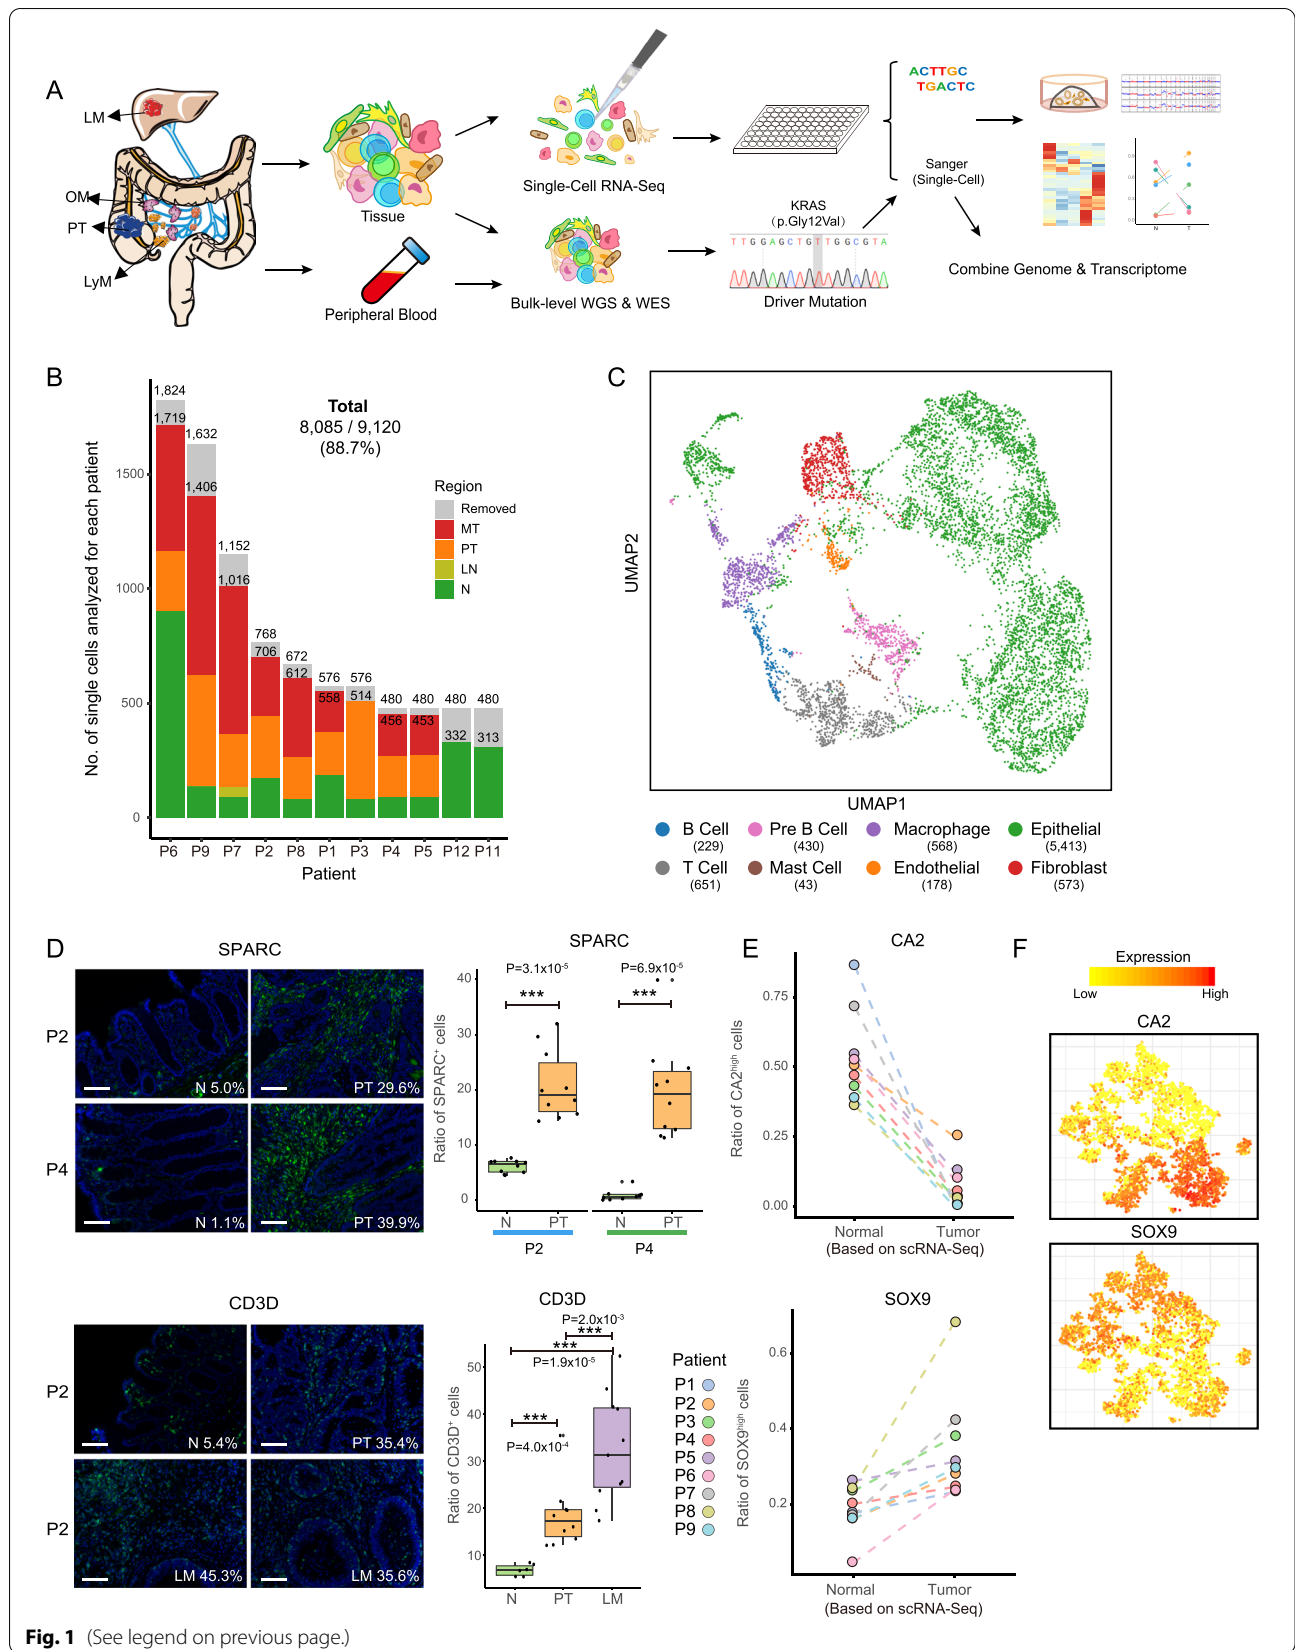 A
LM
OM
PT
LyM
Tissue
Peripheral Blood
Single-Cell RNA-Seq
Bulk-level WGS & WES
KRAS
(p.Gly12Val)
TTGGAGCTGTTGGCGTA
Driver Mutation
ACTTGC
TGACTC
Sanger
(Single-Cell)
Combine Genome & Transcriptome
N
T
B
No. of single cells analyzed for each patient
1500
1000
500
0
1,824
1,719
1,632
1,406
1,152
1,016
768
706
672
612
576
558
576
514
480
456
480
453
480
332
480
313
Total
8,085 / 9,120
(88.7%)
Region
Removed
MT
PT
LN
N
P6 P9 P7 P2 P8 P1 P3 P4 P5 P12 P11
Patient
C
UMAP2
UMAP1
B Cell
(229)
Pre B Cell
(430)
Macrophage
(568)
Epithelial
(5,413)
T Cell
(651)
Mast Cell
(43)
Endothelial
(178)
Fibroblast
(573)
D
SPARC
P2
N 5.0%
PT 29.6%
P4
N 1.1%
PT 39.9%
SPARC
Ratio of SPARC+ cells
40
30
20
10
0
P=3.1x10-5
***
P=6.9x10-5
***
N PT N PT
P2 P4
CD3D
P2
N 5.4%
PT 35.4%
P2
LM 45.3%
LM 35.6%
CD3D
Ratio of CD3D+ cells
50
40
30
20
10
P=2.0x10-3
***
***
P=1.9x10-5
***
P=4.0x10-4
N PT LM
Patient
P1
P2
P3
P4
P5
P6
P7
P8
P9
E
CA2
Ratio of CA2high cells
0.75
0.50
0.25
0.00
Normal Tumor
(Based on scRNA-Seq)
SOX9
Ratio of SOX9high cells
0.6
0.4
0.2
Normal Tumor
(Based on scRNA-Seq)
F
Expression
Low High
CA2
SOX9
Fig. 1 (See legend on previous page.)